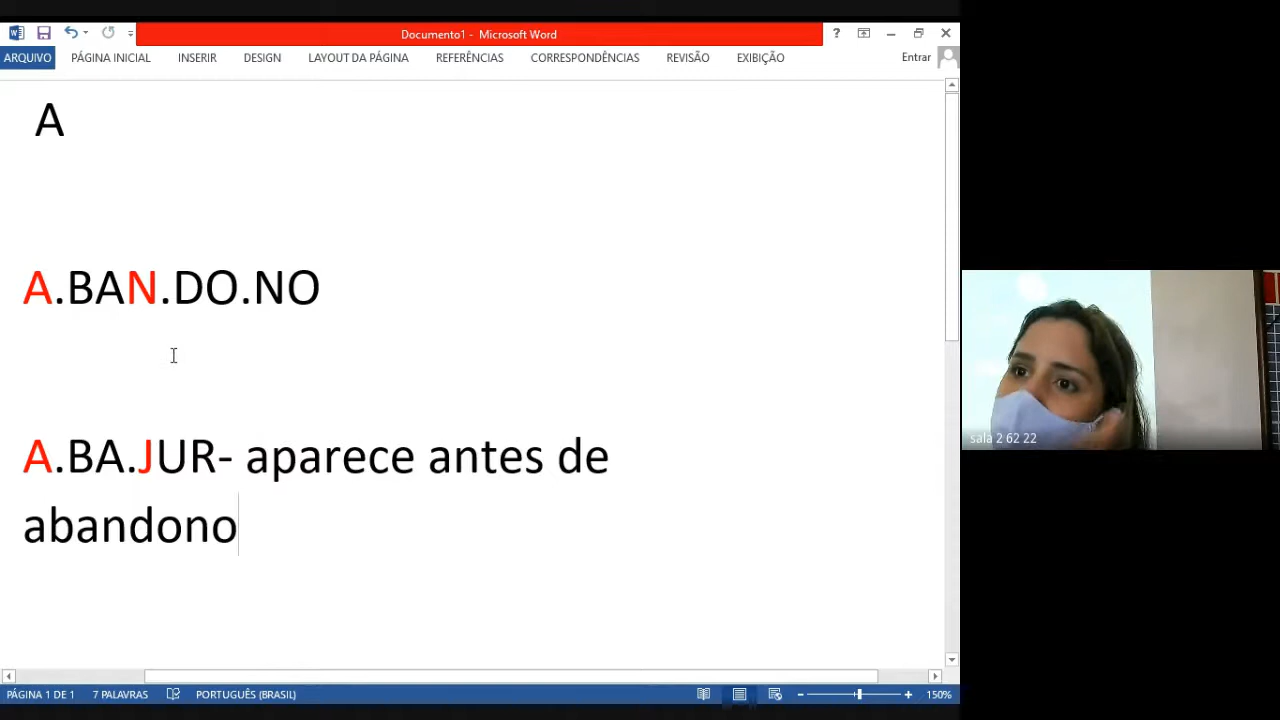 Documento1 - Microsoft Word
?
ARQUIVO PÁGINA INICIAL INSERIR DESIGN LAYOUT DA PÁGINA REFERÊNCIAS CORRESPONDÊNCIAS REVISÃO EXIBIÇÃO Entrar
A
A.BAN.DO.NO
A.BA.JUR- aparece antes de
abandono
sala 2 62 22
PÁGINA 1 DE 1 7 PALAVRAS PORTUGUÊS (BRASIL) 150%